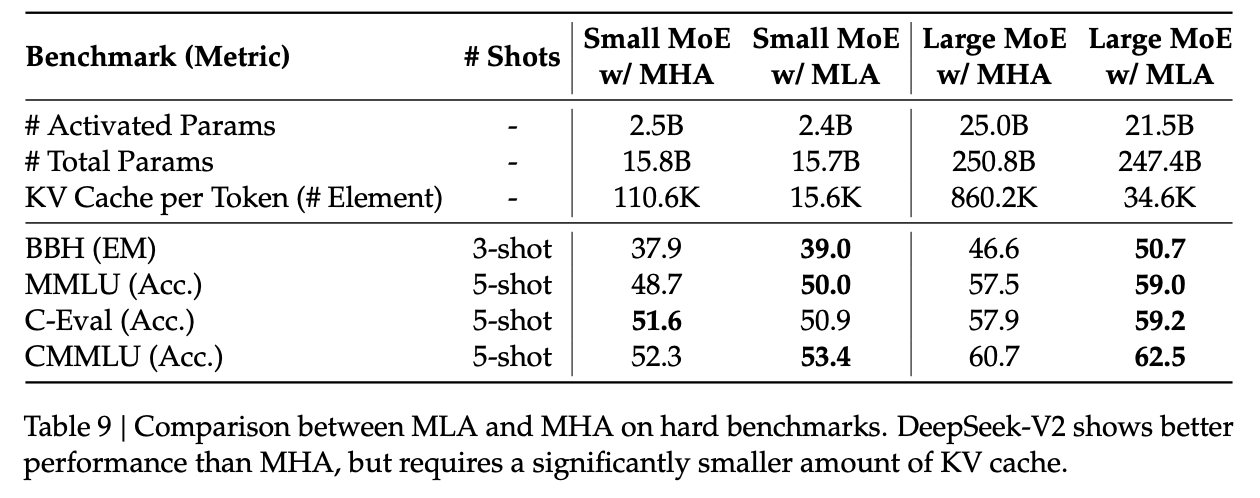 Benchmark (Metric) # Shots Small MoE w/ MHA Small MoE w/ MLA Large MoE w/ MHA Large MoE w/ MLA
# Activated Params - 2.5B 2.4B 25.0B 21.5B
# Total Params - 15.8B 15.7B 250.8B 247.4B
KV Cache per Token (# Element) - 110.6K 15.6K 860.2K 34.6K
BBH (EM) 3-shot 37.9 39.0 46.6 50.7
MMLU (Acc.) 5-shot 48.7 50.0 57.5 59.0
C-Eval (Acc.) 5-shot 51.6 50.9 57.9 59.2
CMMLU (Acc.) 5-shot 52.3 53.4 60.7 62.5
Table 9 | Comparison between MLA and MHA on hard benchmarks. DeepSeek-V2 shows better
performance than MHA, but requires a significantly smaller amount of KV cache.